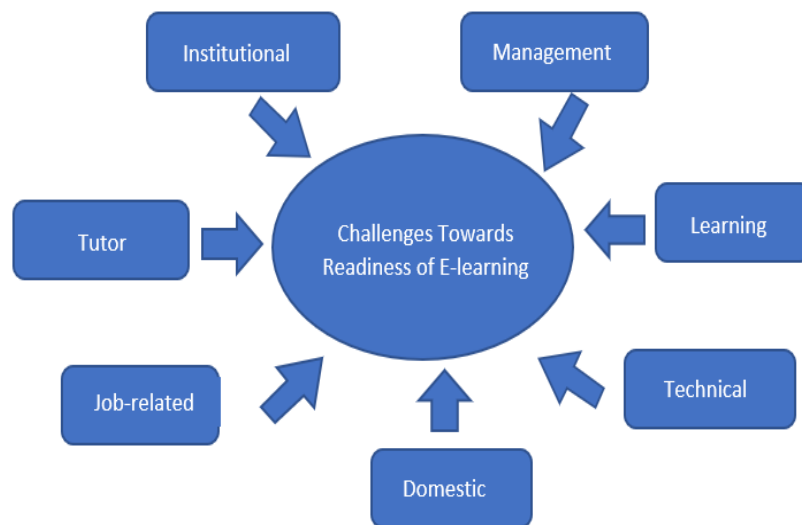 Institutional
Management
Tutor
Challenges Towards
Readiness of E-learning
Learning
Job-related
Technical
Domestic